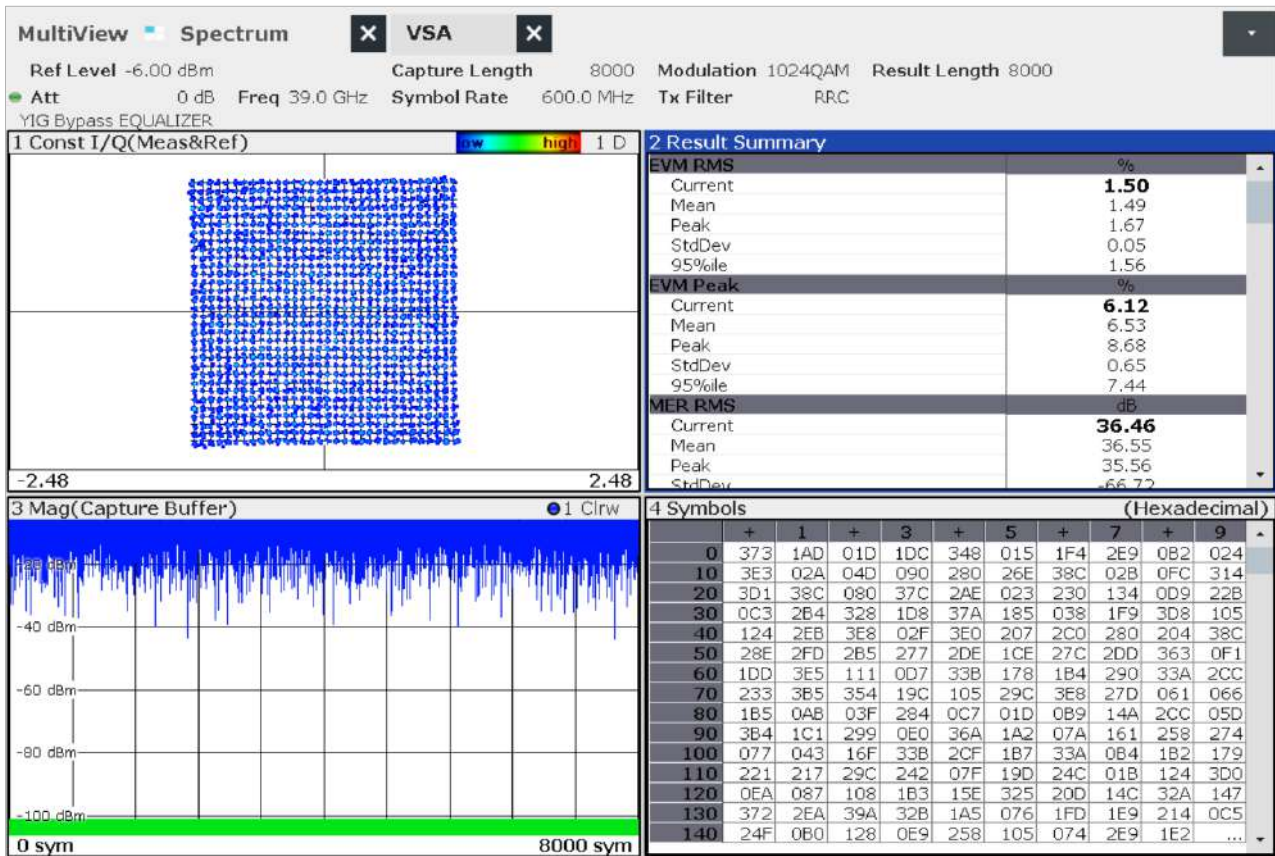 MultiView Spectrum VSA
Ref Level -6.00 dBm Capture Length 8000 Modulation 1024QAM Result Length 8000
Att 0 dB Freq 39.0 GHz Symbol Rate 600.0 MHz Tx Filter RRC
YIG Bypass EQUALIZER
1 Const I/Q(Meas&Ref) high 1 D
-2.48 2.48
2 Result Summary
EVM RMS %
Current 1.50
Mean 1.49
Peak 1.67
StdDev 0.05
95%ile 1.56
EVM Peak %
Current 6.12
Mean 6.53
Peak 8.68
StdDev 0.65
95%ile 7.44
MER RMS dB
Current 36.46
Mean 36.55
Peak 35.56
StdDev -66.72
3 Mag(Capture Buffer) 1 Clrw
-20 dBm
-40 dBm
-60 dBm
-80 dBm
-100 dBm
0 sym 8000 sym
4 Symbols (Hexadecimal)
+ 1 + 3 + 5 + 7 + 9
0 373 1AD 01D 1DC 348 015 1F4 2E9 0B2 024
10 3E3 02A 04D 090 280 26E 38C 02B 0FC 314
20 3D1 38C 080 37C 2AE 023 230 134 0D9 22B
30 0C3 2B4 328 1D8 37A 185 038 1F9 3D8 105
40 124 2EB 3E8 02F 3E0 207 2C0 280 204 38C
50 28E 2FD 2B5 277 2DE 1CE 27C 2DD 363 0F1
60 1DD 3E5 111 0D7 33B 178 1B4 290 33A 2CC
70 233 3B5 354 19C 105 29C 3E8 27D 061 066
80 1B5 0AB 03F 284 0C7 01D 0B9 14A 2CC 05D
90 3B4 1C1 299 0E0 36A 1A2 07A 161 258 274
100 077 043 16F 33B 2CF 1B7 33A 0B4 1B2 179
110 221 217 29C 242 07F 19D 24C 01B 124 3D0
120 0EA 087 108 1B3 15E 325 20D 14C 32A 147
130 372 2EA 39A 32B 1A5 076 1FD 1E9 214 0C5
140 24F 0B0 128 0E9 258 105 074 2E9 1E2 ...